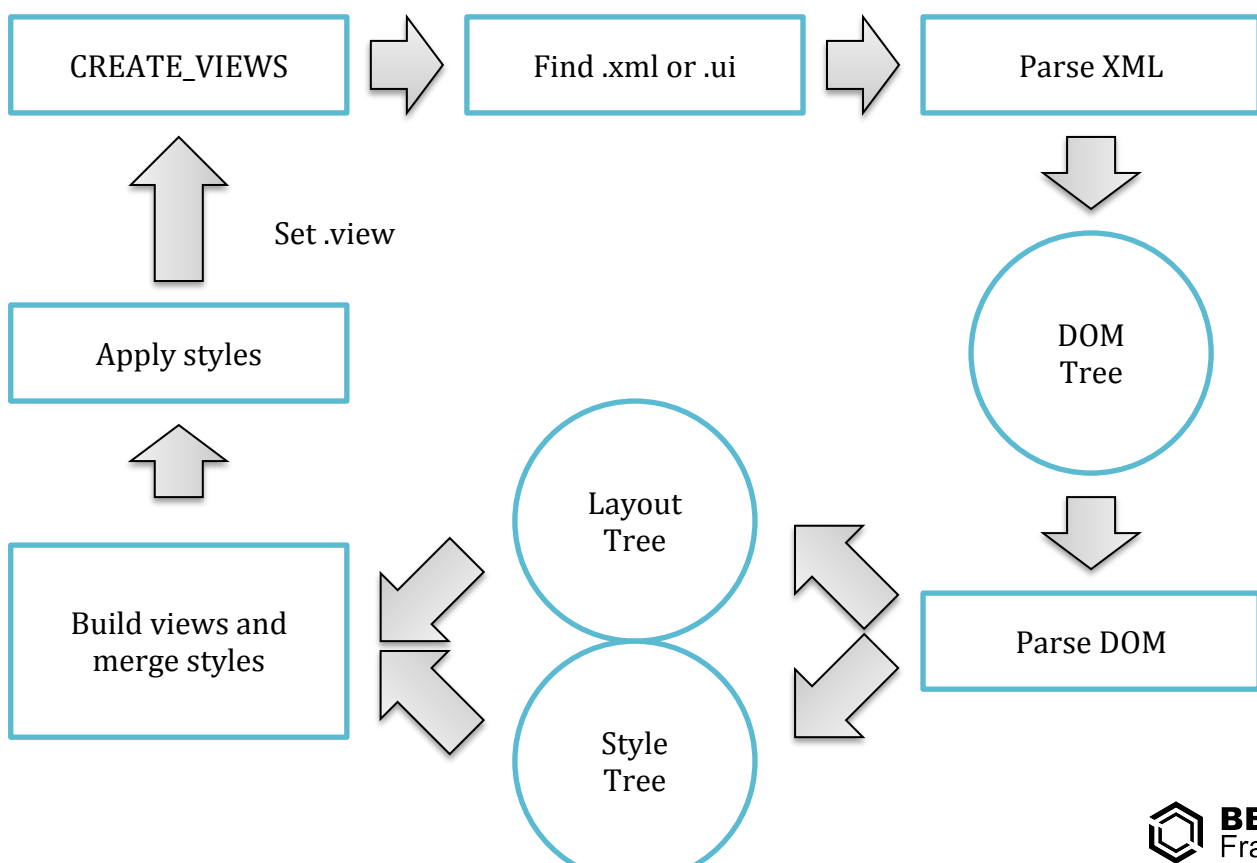 CREATE_VIEWS
Find .xml or .ui
Parse XML
Set .view
Apply styles
DOM
Tree
Layout
Tree
Build views and
merge styles
Parse DOM
Style
Tree